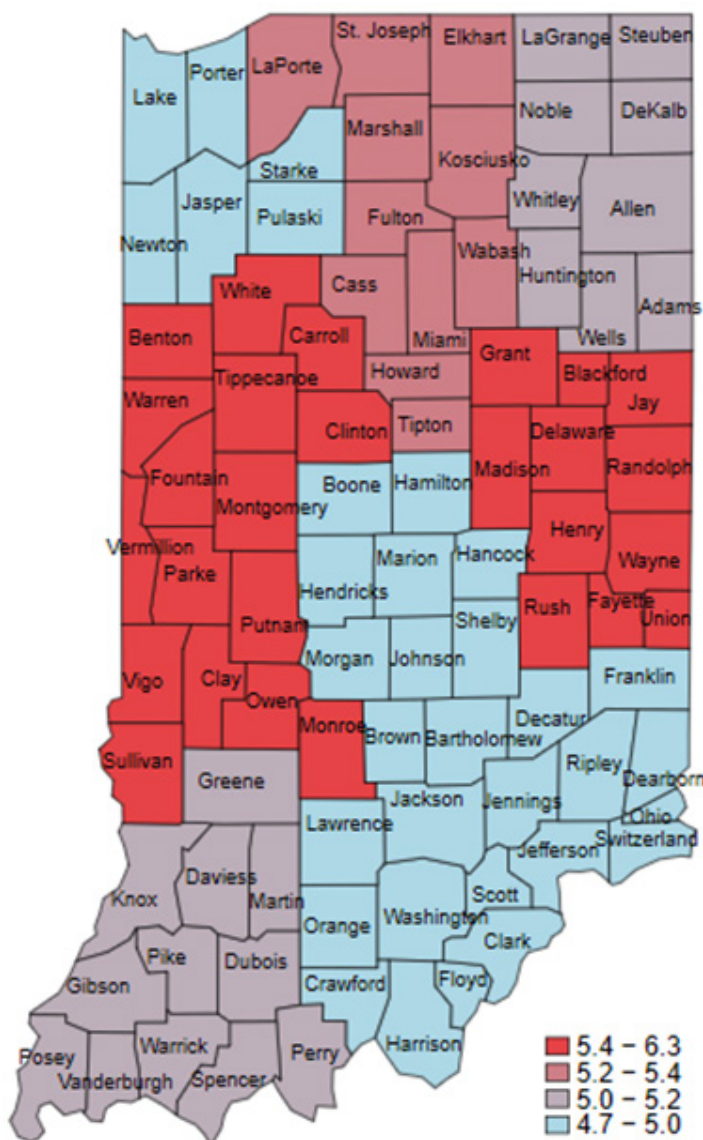 St. Joseph
Elkhart
LaGrange
Steuben
Lake
Porter
LaPorte
Noble
DeKalb
Marshall
Kosciusko
Starke
Whitley
Allen
Jasper
Pulaski
Fulton
Newton
Wabash
Huntington
White
Cass
Adams
Benton
Carroll
Miami
Grant
Wells
Tippecanoe
Howard
Blackford
Jay
Warren
Clinton
Tipton
Delaware
Fountain
Madison
Randolph
Montgomery
Boone
Hamilton
Vermillion
Parke
Hendricks
Marion
Hancock
Henry
Wayne
Putnam
Shelby
Rush
Fayette
Union
Vigo
Clay
Owen
Morgan
Johnson
Franklin
Sullivan
Monroe
Brown
Bartholomew
Decatur
Ripley
Dearborn
Greene
Jackson
Jennings
Ohio
Lawrence
Jefferson
Switzerland
Knox
Daviess
Martin
Orange
Washington
Scott
Clark
Gibson
Pike
Dubois
Crawford
Floyd
Posey
Vanderburgh
Warrick
Spencer
Perry
Harrison
5.4 – 6.3
5.2 – 5.4
5.0 – 5.2
4.7 – 5.0